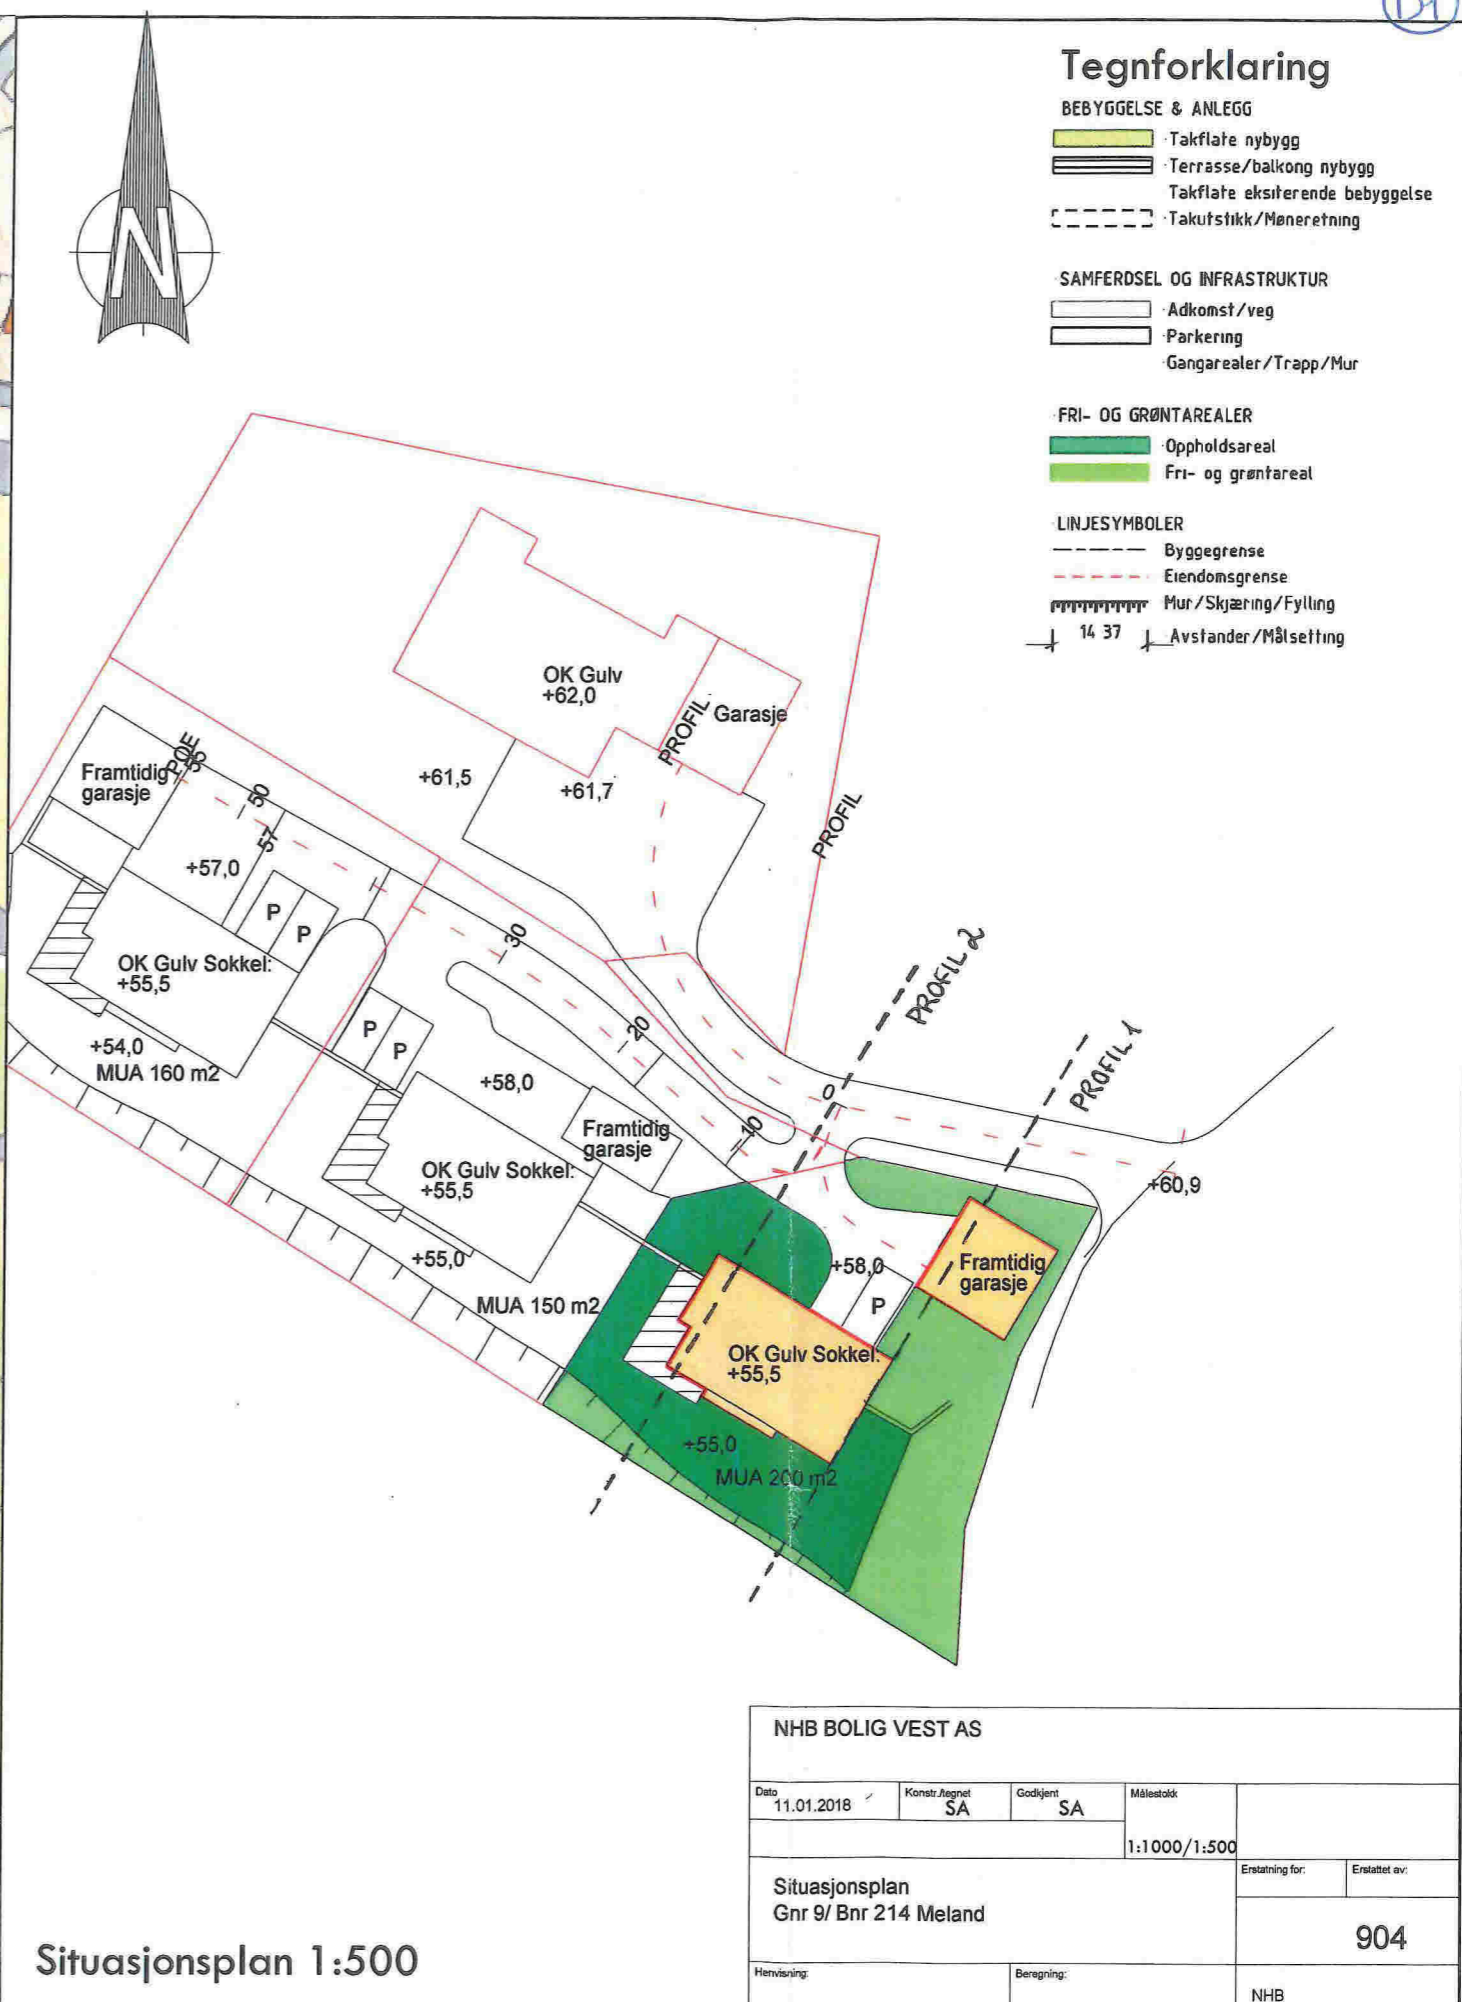 B4
N
Tegnforklaring
BEBYGGELSE & ANLEGG
Takflate nybygg
Terrasse/balkong nybygg
Takflate eksiterende bebyggelse
Takutstikk/Møneretning
SAMFERDSEL OG INFRASTRUKTUR
Adkomst/veg
Parkering
Gangarealer/Trapp/Mur
FRI- OG GRØNTAREALER
Oppholdsareal
Fri- og grøntareal
LINJESYMBOLER
Byggegrense
Eiendomsgrense
Mur/Skjæring/Fylling
14 37 Avstander/Målsetting
OK Gulv
+62,0
Garasje
PROFIL
PROFIL
+61,5
+61,7
Framtidig
garasje
POE
55
50
57
+57,0
P
P
OK Gulv Sokkel:
+55,5
+54,0
MUA 160 m2
30
20
10
0
P
P
+58,0
Framtidig
garasje
OK Gulv Sokkel:
+55,5
+55,0
MUA 150 m2
PROFIL 2
PROFIL 1
+60,9
+58,0
P
Framtidig
garasje
OK Gulv Sokkel:
+55,5
+55,0
MUA 200 m2
NHB BOLIG VEST AS
Dato
11.01.2018
Konstr./tegnet
SA
Godkjent
SA
Målestokk
1:1000/1:500
Situasjonsplan
Gnr 9/ Bnr 214 Meland
Erstatning for:
Erstattet av:
904
Henvisning:
Beregning:
NHB
Situasjonsplan 1:500